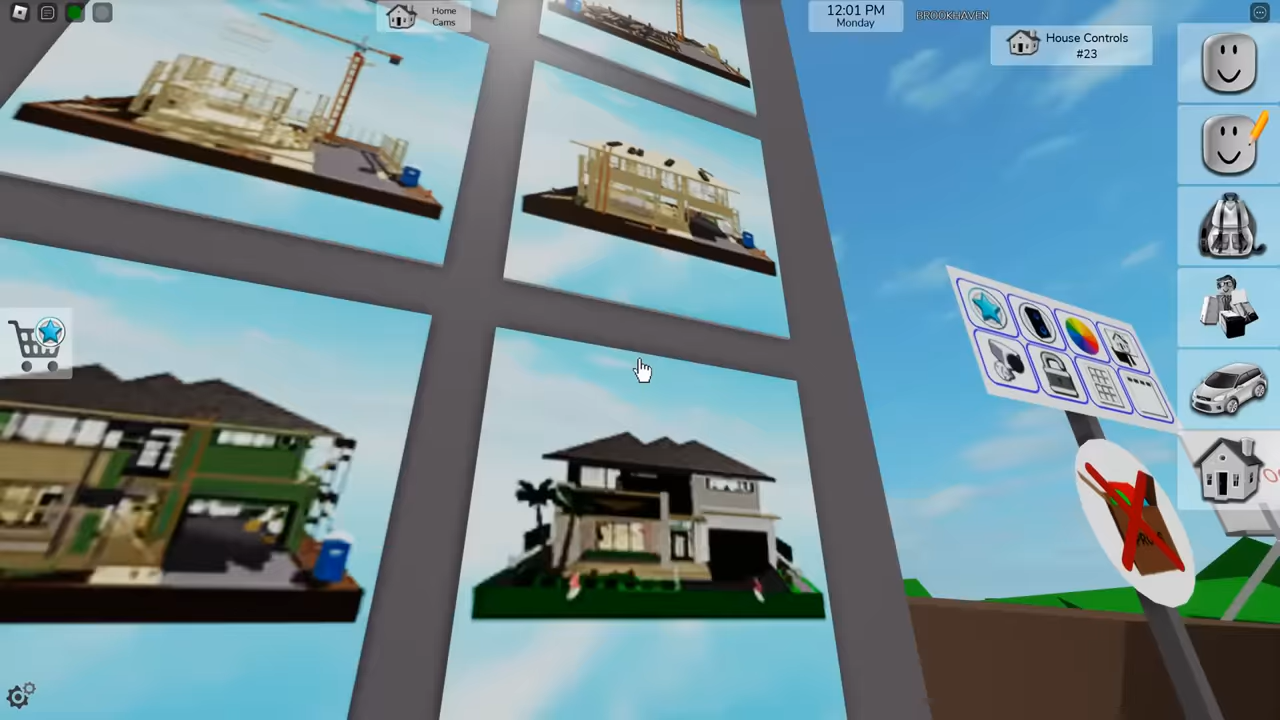 Home
Cams
12:01 PM
Monday
BROOKHAVEN
House Controls
#23